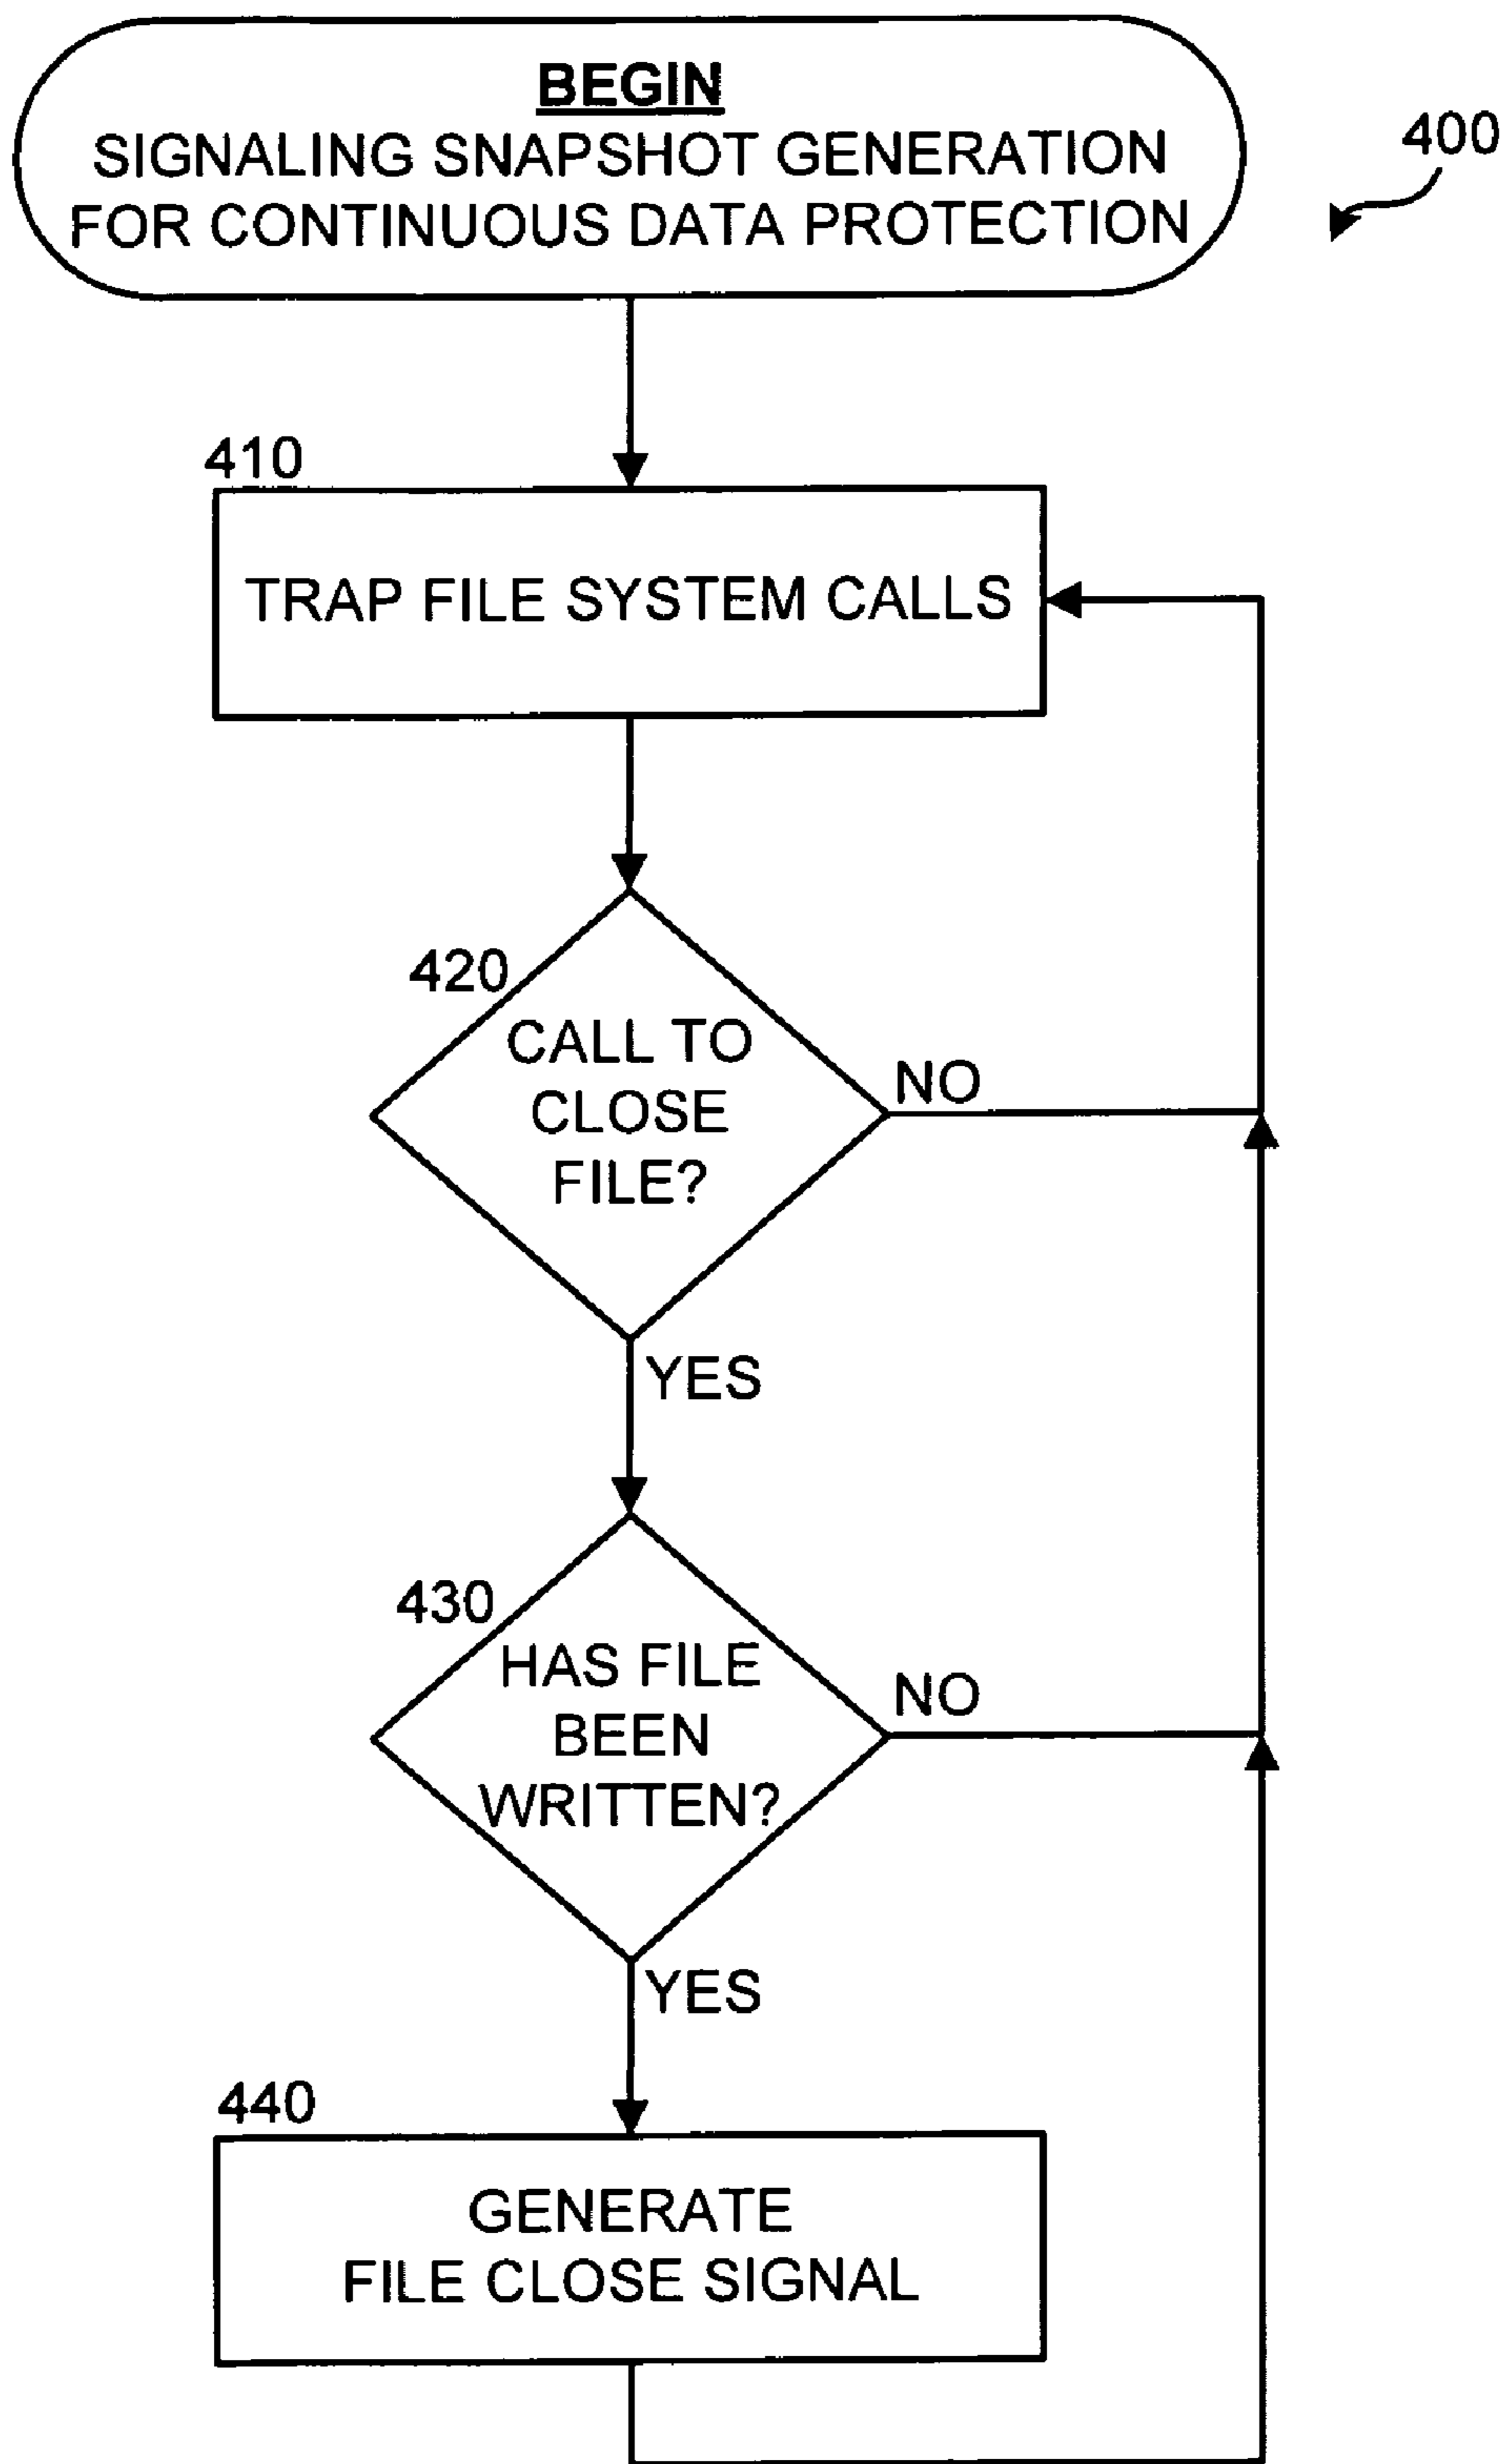 BEGIN
SIGNALING SNAPSHOT GENERATION
FOR CONTINUOUS DATA PROTECTION
400
410
TRAP FILE SYSTEM CALLS
420
CALL TO
CLOSE
FILE?
NO
YES
430
HAS FILE
BEEN
WRITTEN?
NO
YES
440
GENERATE
FILE CLOSE SIGNAL